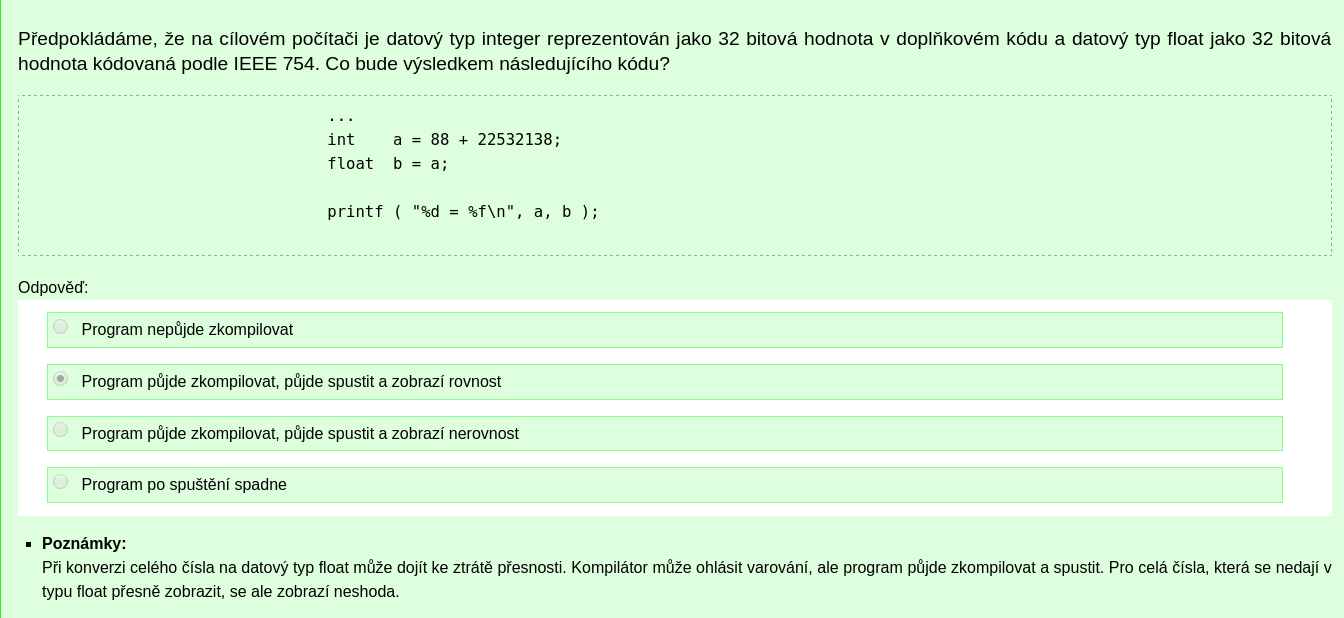 Předpokládáme, že na cílovém počítači je datový typ integer reprezentován jako 32 bitová hodnota v doplňkovém kódu a datový typ float jako 32 bitová
hodnota kódovaná podle IEEE 754. Co bude výsledkem následujícího kódu?
...
int    a = 88 + 22532138;
float  b = a;
printf ( "%d = %f\n", a, b );
Odpověď:
Program nepůjde zkompilovat
Program půjde zkompilovat, půjde spustit a zobrazí rovnost
Program půjde zkompilovat, půjde spustit a zobrazí nerovnost
Program po spuštění spadne
Poznámky:
Při konverzi celého čísla na datový typ float může dojít ke ztrátě přesnosti. Kompilátor může ohlásit varování, ale program půjde zkompilovat a spustit. Pro celá čísla, která se nedají v
typu float přesně zobrazit, se ale zobrazí neshoda.